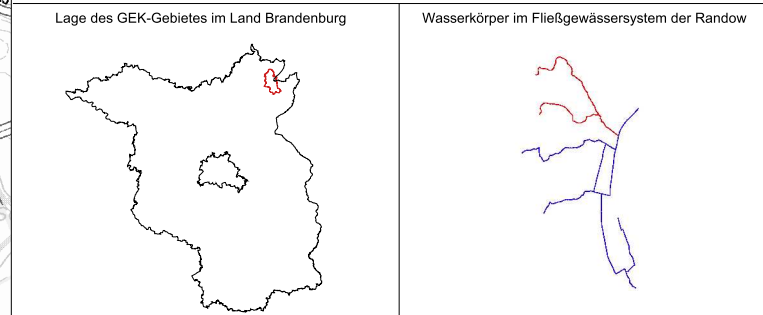 Lage des GEK-Gebietes im Land Brandenburg
Wasserkörper im Fließgewässersystem der Randow